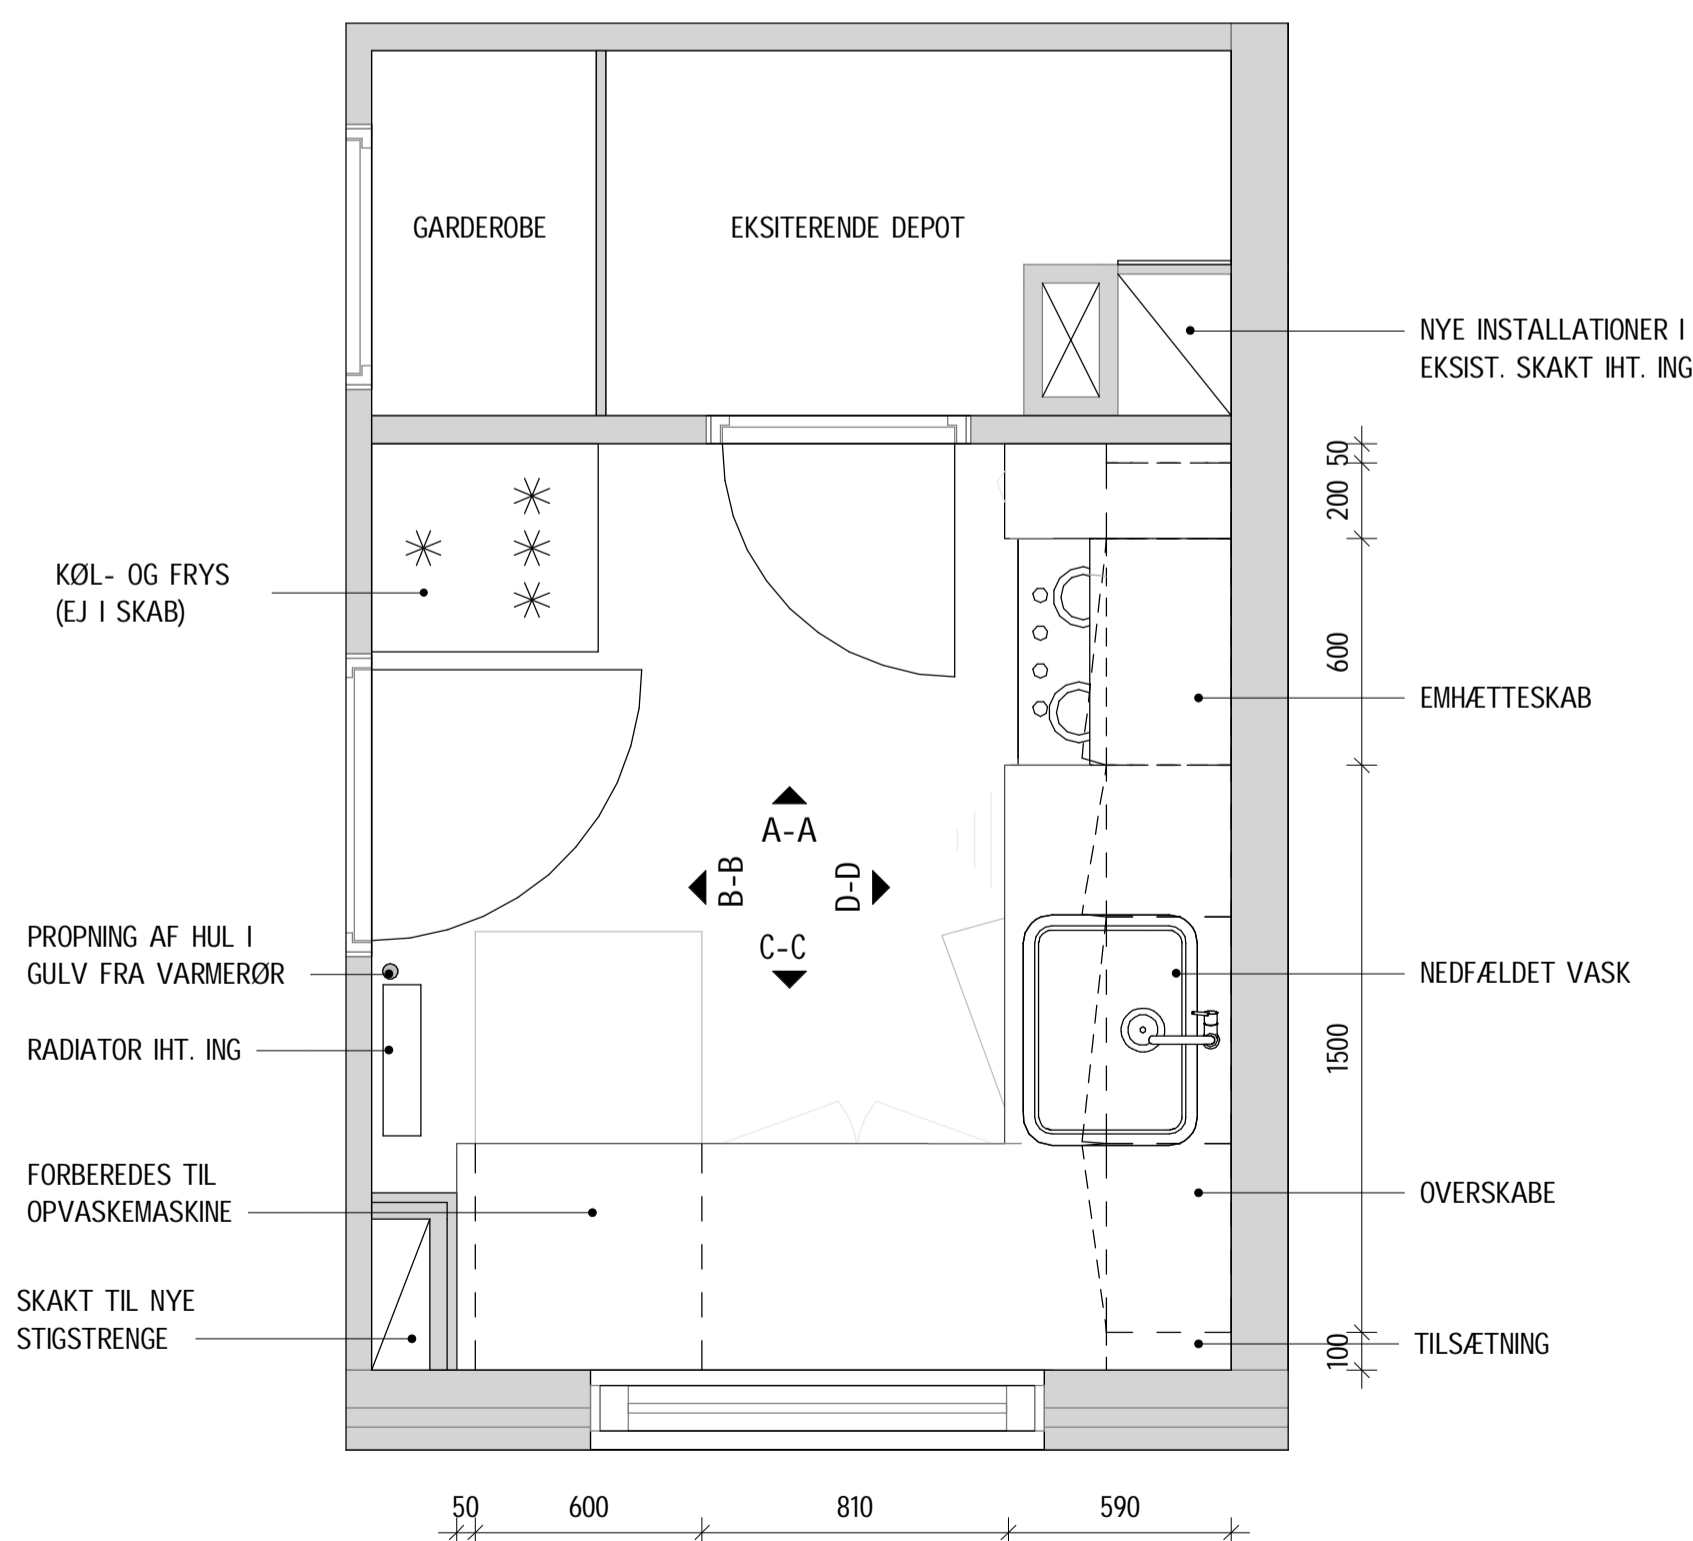 GARDEROBE
EKSITERENDE DEPOT
NYE INSTALLATIONER I
EKSIST. SKAKT IHT. ING
KØL- OG FRYS
(EJ I SKAB)
50
200
600
EMHÆTTESKAB
A-A
B-B
D-D
C-C
PROPNING AF HUL I
GULV FRA VARMERØR
NEDFÆLDET VASK
RADIATOR IHT. ING
1500
FORBEREDES TIL
OPVASKEMASKINE
OVERSKABE
SKAKT TIL NYE
STIGSTRENGE
100
TILSÆTNING
50
600
810
590